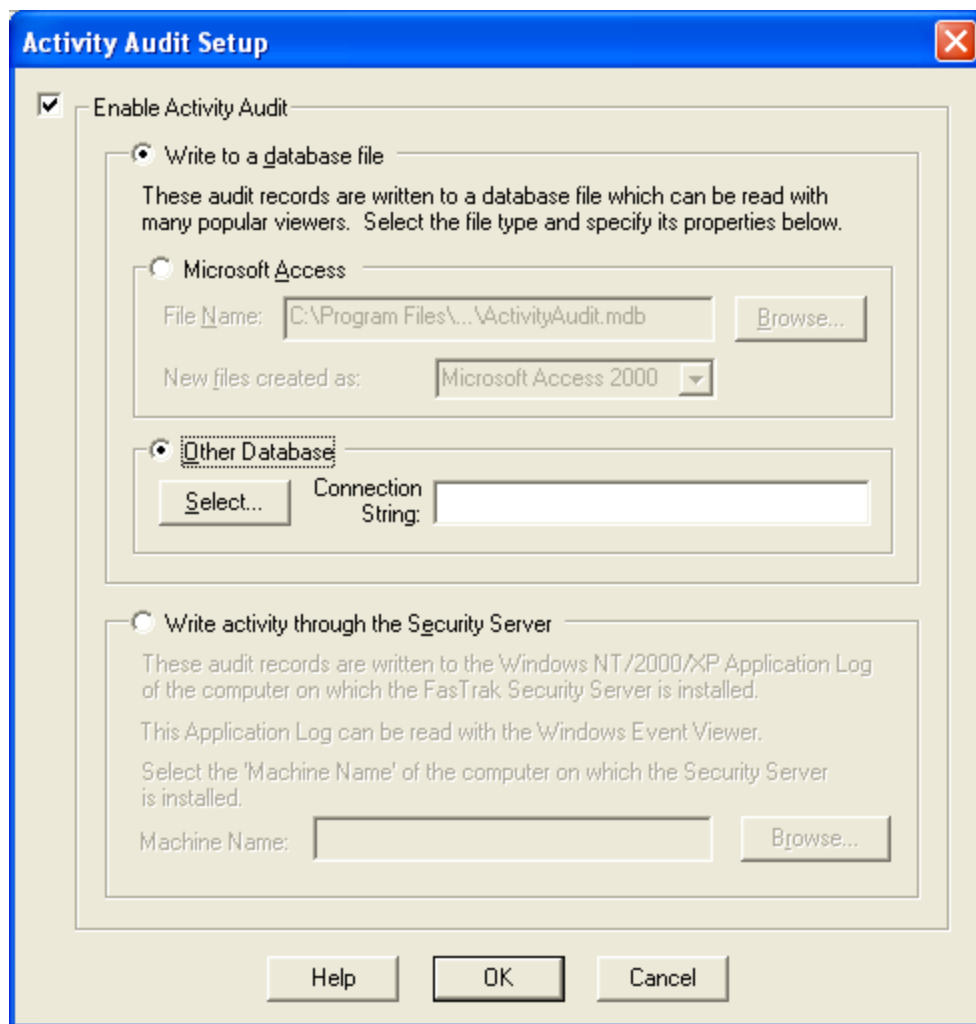 Activity Audit Setup
Enable Activity Audit
Write to a database file
These audit records are written to a database file which can be read with
many popular viewers.  Select the file type and specify its properties below.
Microsoft Access
File Name: C:\Program Files\...\ActivityAudit.mdb Browse...
New files created as: Microsoft Access 2000
Other Database
Select... Connection
String:
Write activity through the Security Server
These audit records are written to the Windows NT/2000/XP Application Log
of the computer on which the FasTrak Security Server is installed.
This Application Log can be read with the Windows Event Viewer.
Select the 'Machine Name' of the computer on which the Security Server
is installed.
Machine Name: Browse...
Help OK Cancel